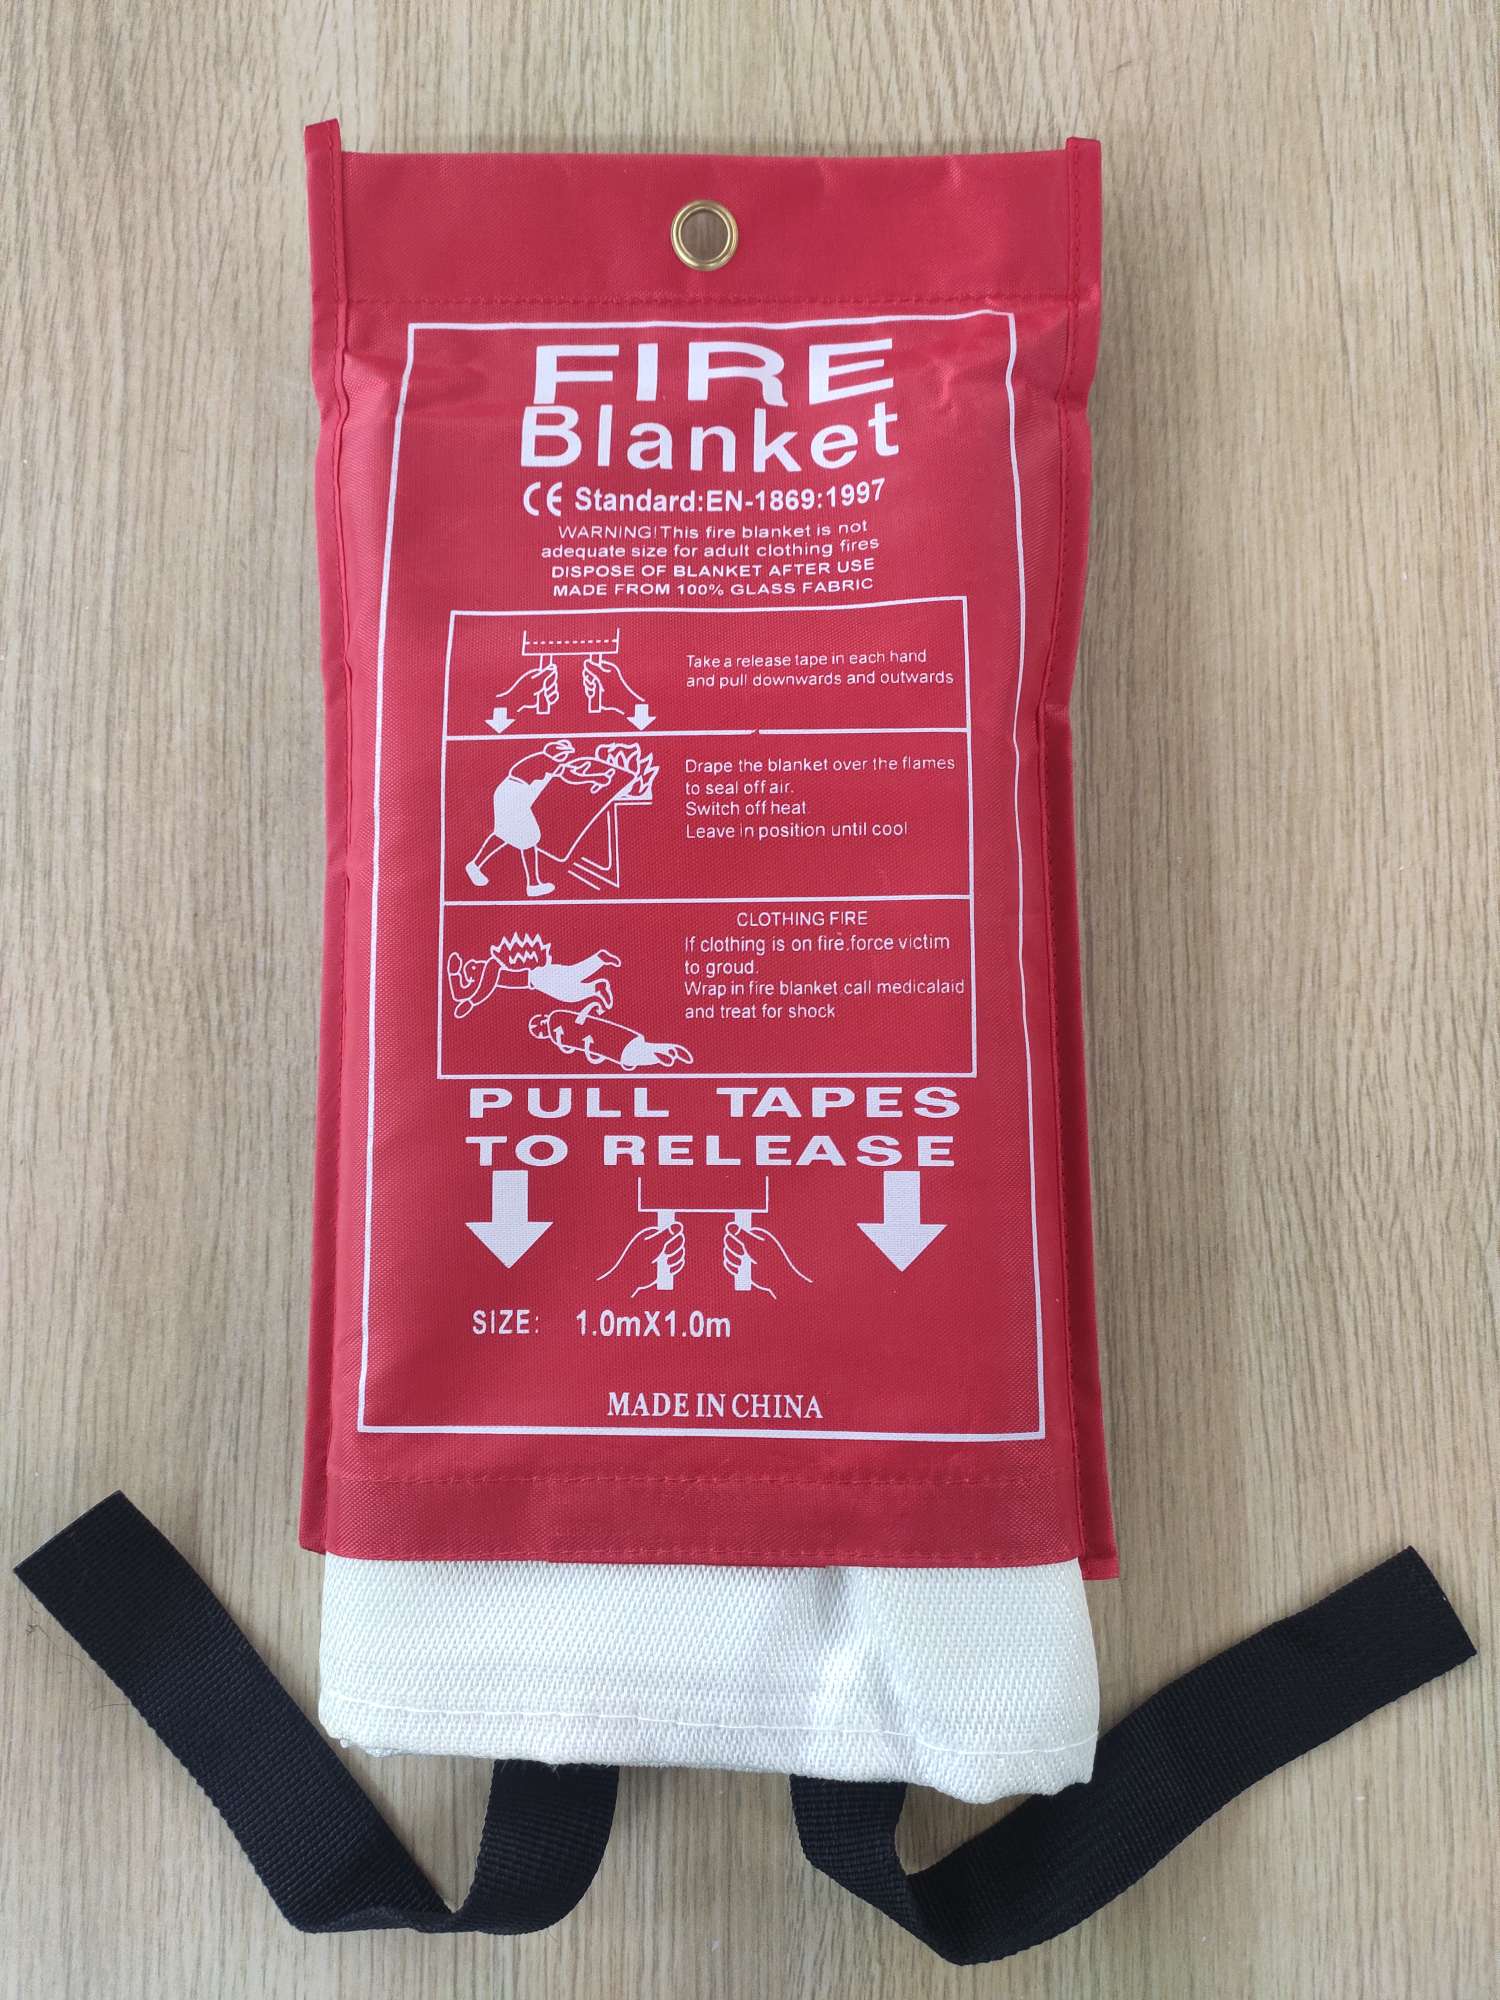 FIRE
Blanket
CE Standard:EN-1869:1997
WARNING!This fire blanket is not
adequate size for adult clothing fires
DISPOSE OF BLANKET AFTER USE
MADE FROM 100% GLASS FABRIC
Take a release tape in each hand
and pull downwards and outwards
Drape the blanket over the flames
to seal off air.
Switch off heat.
Leave in position until cool
CLOTHING FIRE
If clothing is on fire.force victim
to groud.
Wrap in fire blanket call medicalaid
and treat for shock
PULL TAPES
TO RELEASE
SIZE: 1.0mX1.0m
MADE IN CHINA